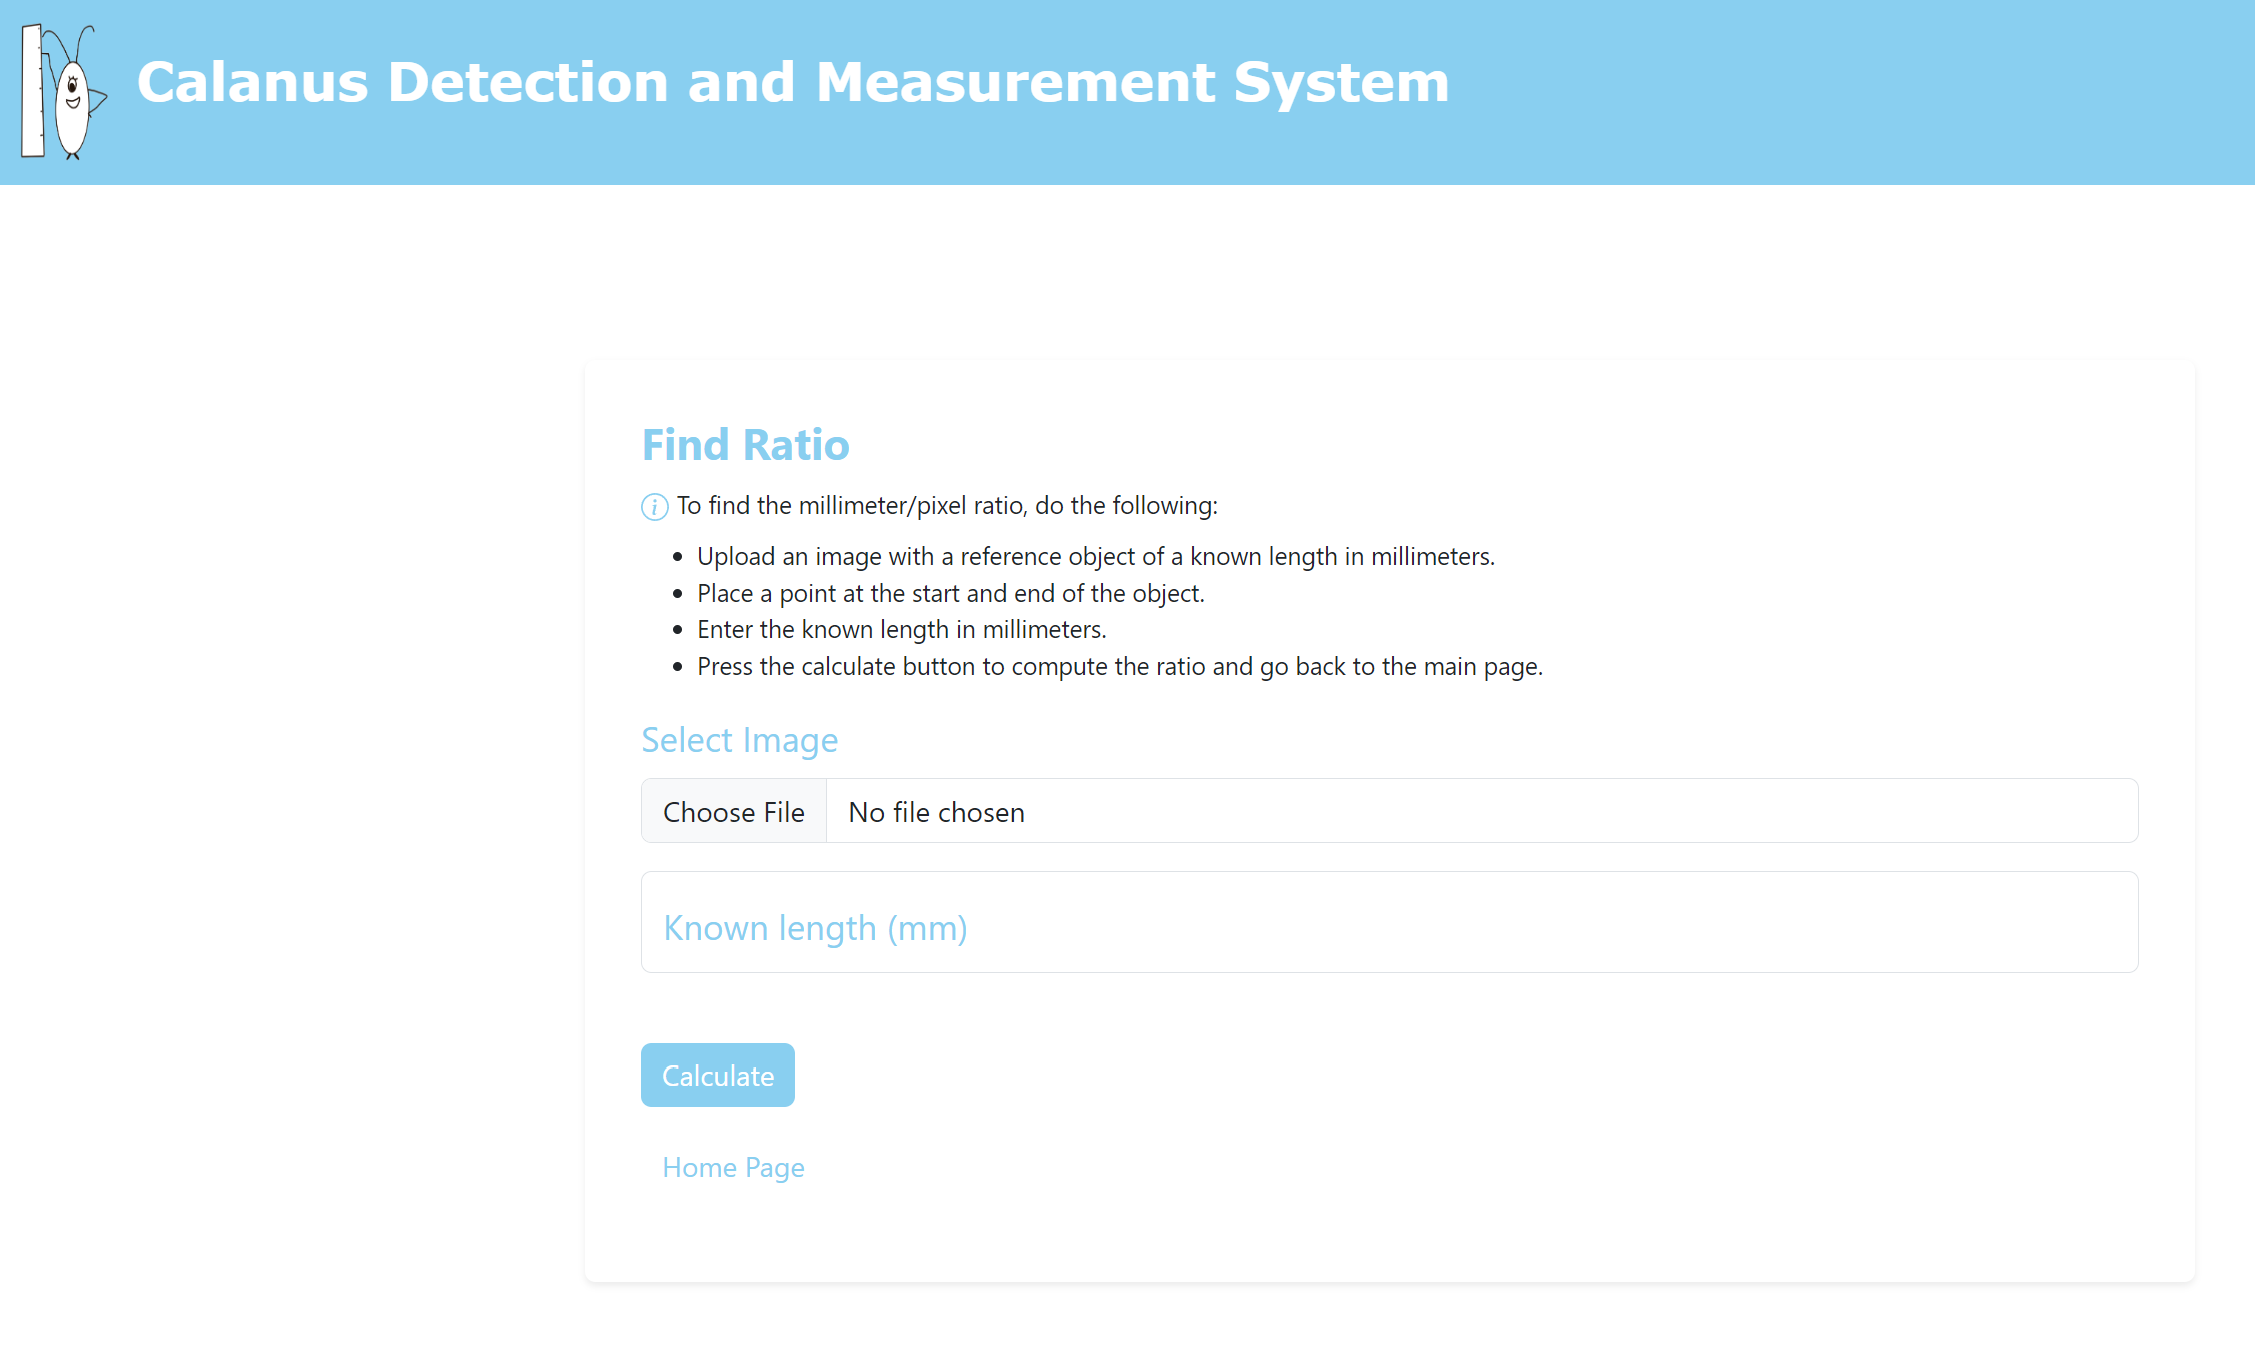 Calanus Detection and Measurement System
Find Ratio
i To find the millimeter/pixel ratio, do the following:
• Upload an image with a reference object of a known length in millimeters.
• Place a point at the start and end of the object.
• Enter the known length in millimeters.
• Press the calculate button to compute the ratio and go back to the main page.
Select Image
Choose File No file chosen
Known length (mm)
Calculate
Home Page